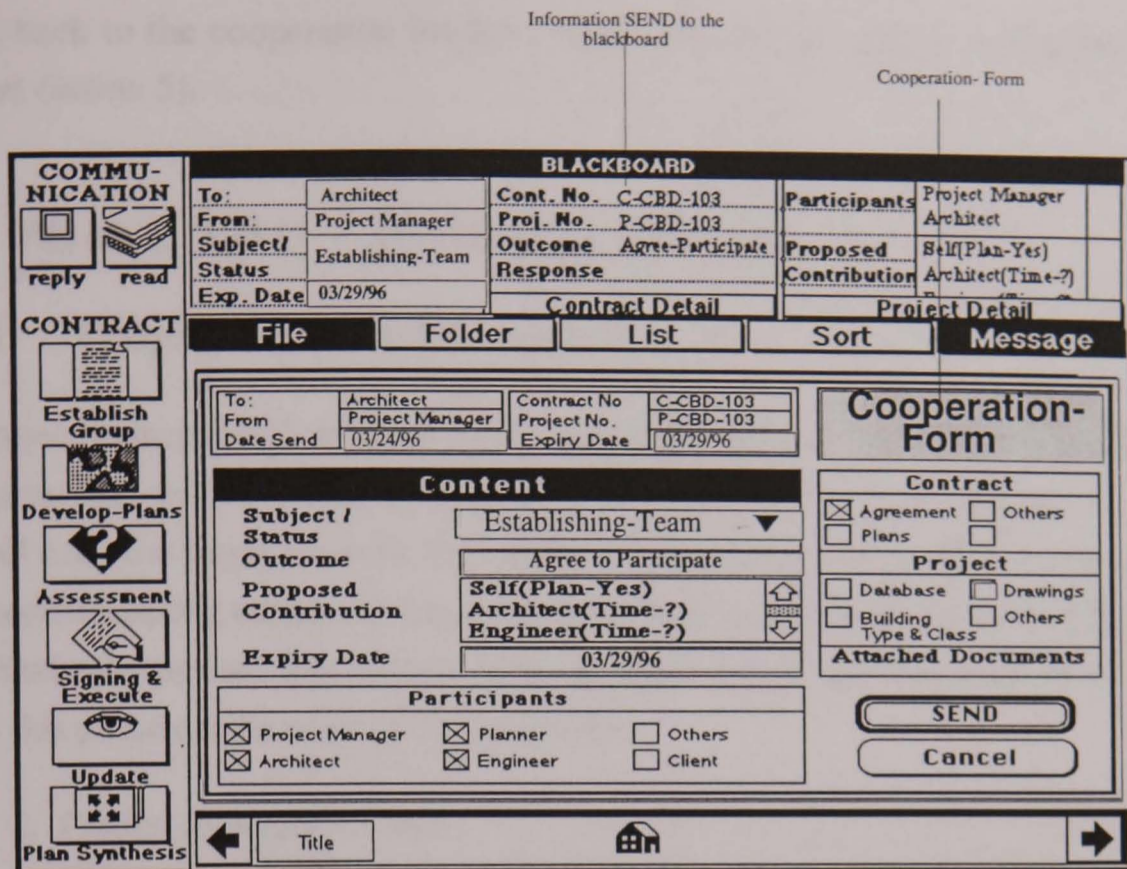 back to the cooperation
Information SEND to the
blackboard
Cooperation- Form
COMMU-
NICATION
reply read
CONTRACT
Establish
Group
Develop-Plans
Assessment
Signing &
Execute
Update
Plan Synthesis
BLACKBOARD
To: Architect
From: Project Manager
Subject/
Status
Establishing-Team
Exp. Date 03/29/96
Cont. No. C-CBD-103
Proj. No. P-CBD-103
Outcome Agree-Participate
Response
Contract Detail
Participants Project Manager
Architect
Proposed Self(Plan-Yes)
Contribution Architect(Time-?)
Project Detail
File Folder List Sort Message
To: Architect
From Project Manager
Date Send 03/24/96
Contract No C-CBD-103
Project No. P-CBD-103
Expiry Date 03/29/96
Cooperation-
Form
Content
Subject /
Status
Establishing-Team
Outcome Agree to Participate
Proposed
Contribution
Self(Plan-Yes)
Architect(Time-?)
Engineer(Time-?)
Expiry Date 03/29/96
Participants
Project Manager Planner Others
Architect Engineer Client
Contract
Agreement Others
Plans
Project
Database Drawings
Building
Type & Class
Others
Attached Documents
SEND
Cancel
Title